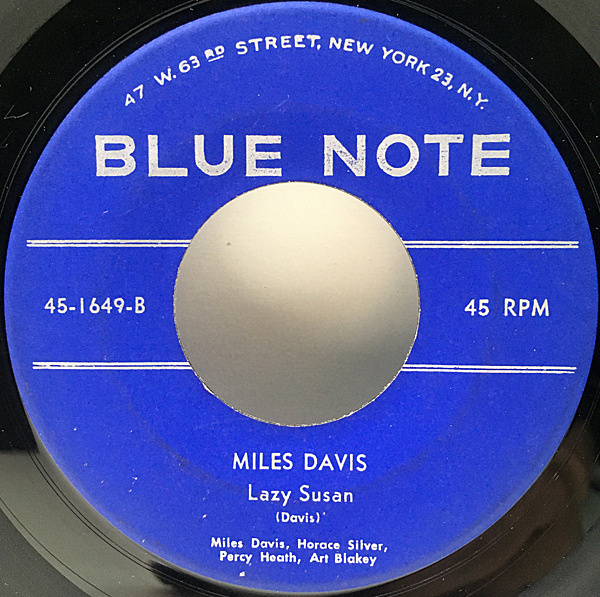 47 W. 63 RD STREET, NEW YORK 23, N.Y.
BLUE NOTE
45-1649-B
45 RPM
MILES DAVIS
Lazy Susan
(Davis)
Miles Davis, Horace Silver,
Percy Heath, Art Blakey